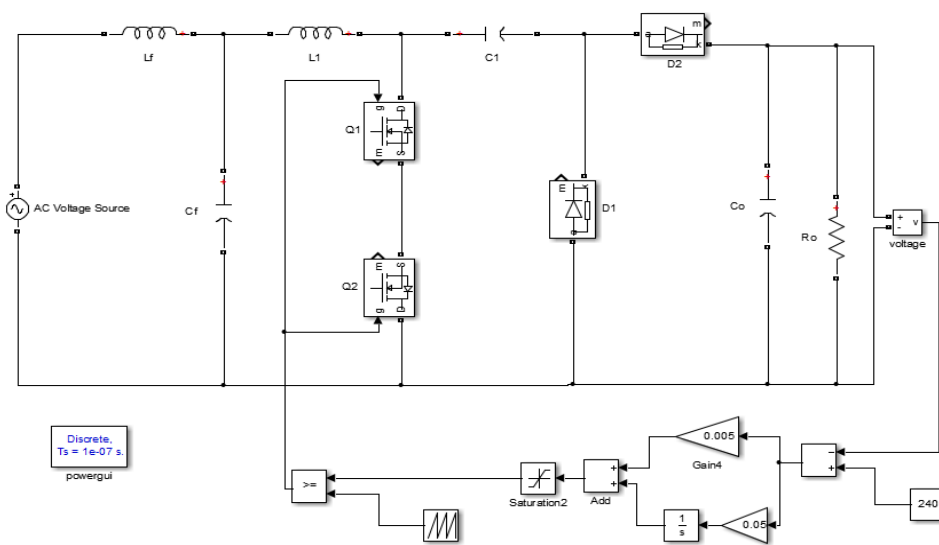 m
a
k
D2
Lf
L1
C1
g
D
Q1
m
S
AC Voltage Source
Cf
m
k
a
D1
Co
Ro
+
-
v
voltage
m
S
Q2
g
D
Discrete,
Ts = 1e-07 s.
powergui
>=
Saturation2
+
+
Add
0.005
Gain4
1
s
0.05
−
+
240